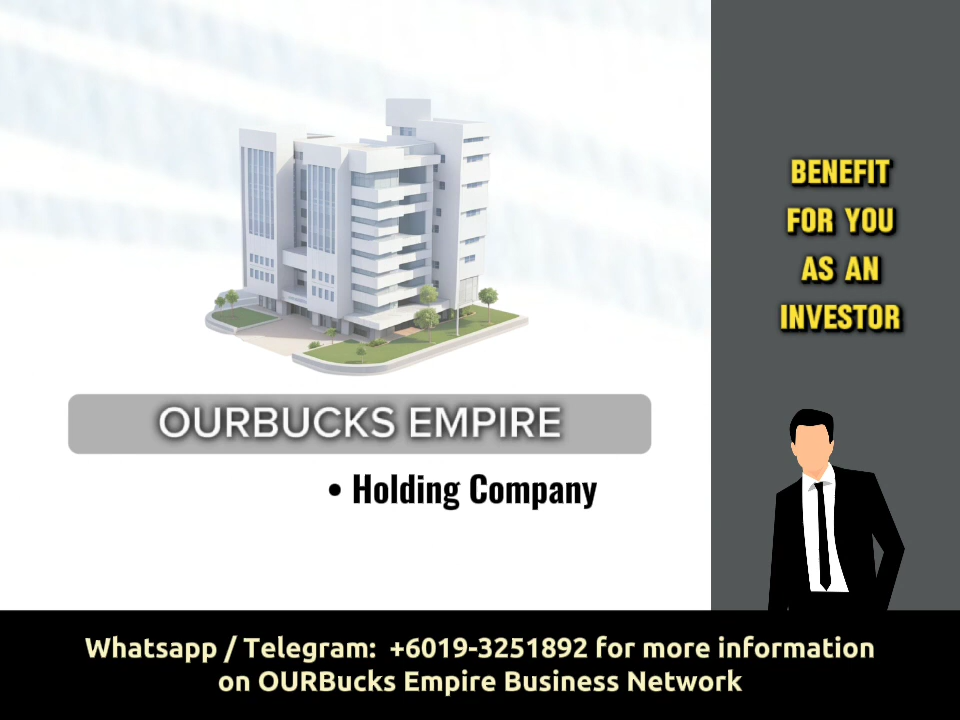 BENEFIT
FOR YOU
AS AN
INVESTOR
OURBUCKS EMPIRE
• Holding Company
Whatsapp / Telegram: +6019-3251892 for more information
on OURBucks Empire Business Network